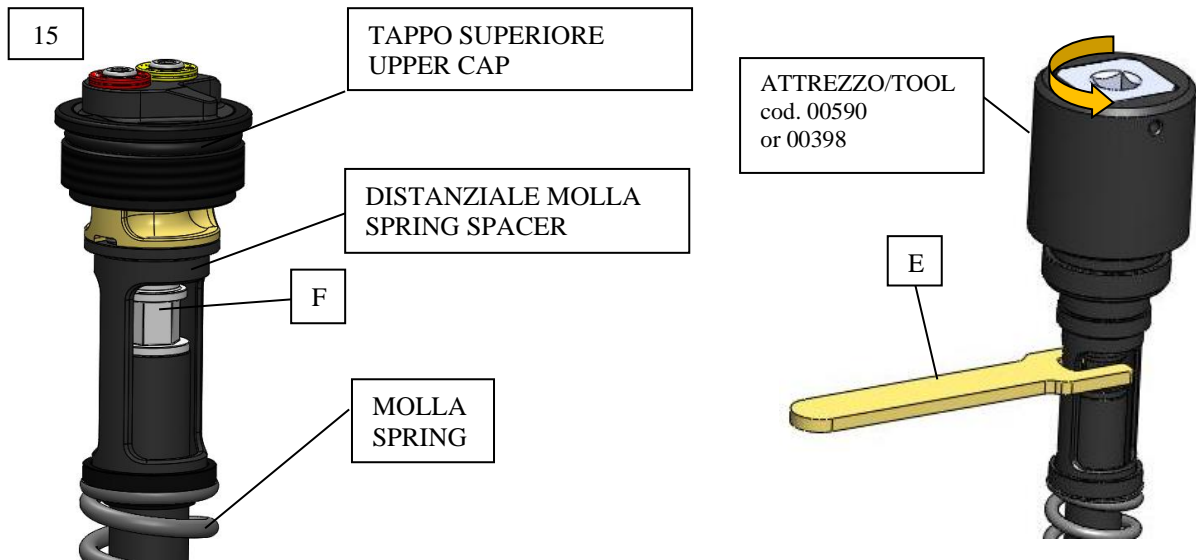 15
TAPPO SUPERIORE
UPPER CAP
DISTANZIALE MOLLA
SPRING SPACER
F
MOLLA
SPRING
ATTREZZO/TOOL
cod. 00590
or 00398
E